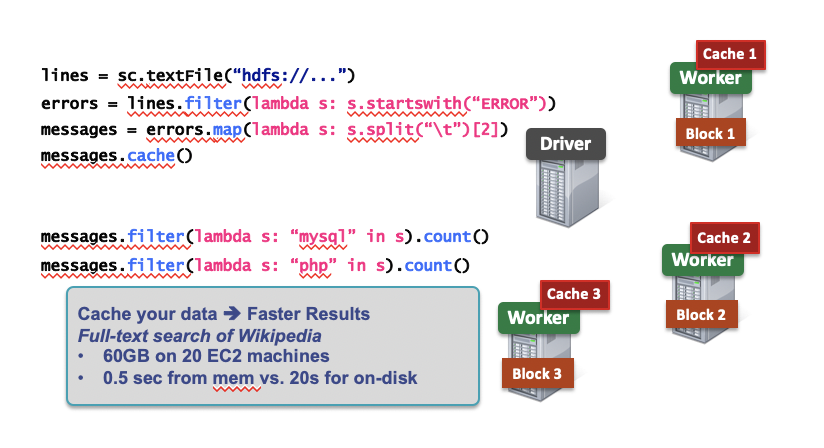 lines = sc.textFile(“hdfs://...”)
errors = lines.filter(lambda s: s.startswith(“ERROR”))
messages = errors.map(lambda s: s.split(“\t”)[2])
messages.cache()
messages.filter(lambda s: “mysql” in s).count()
messages.filter(lambda s: “php” in s).count()
Cache your data ➔ Faster Results
Full-text search of Wikipedia
• 60GB on 20 EC2 machines
• 0.5 sec from mem vs. 20s for on-disk
Driver
Cache 1
Worker
Block 1
Cache 2
Worker
Block 2
Cache 3
Worker
Block 3